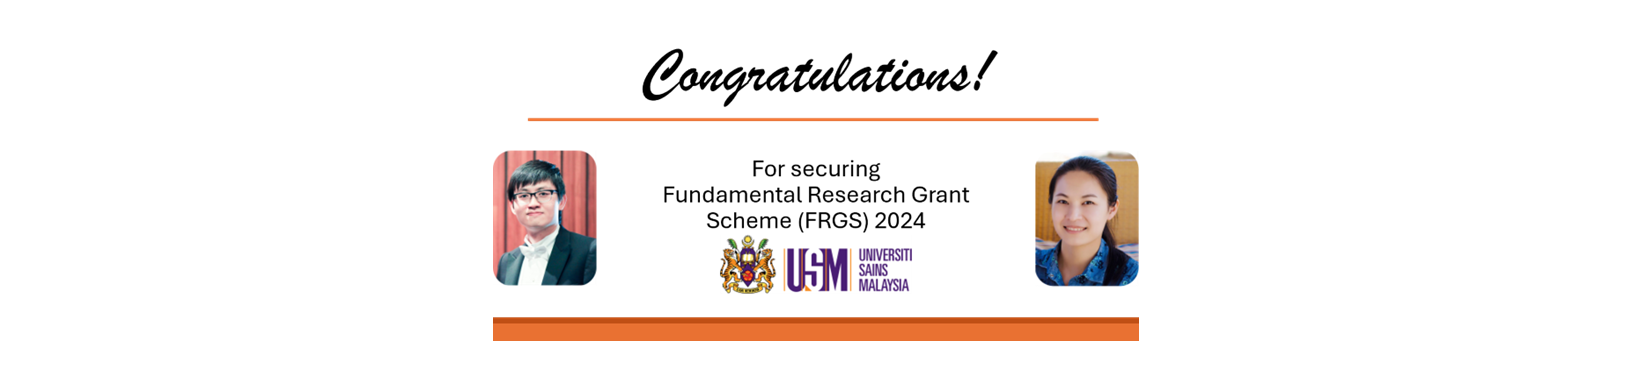 Congratulations!
For securing
Fundamental Research Grant
Scheme (FRGS) 2024
USM
UNIVERSITI
SAINS
MALAYSIA